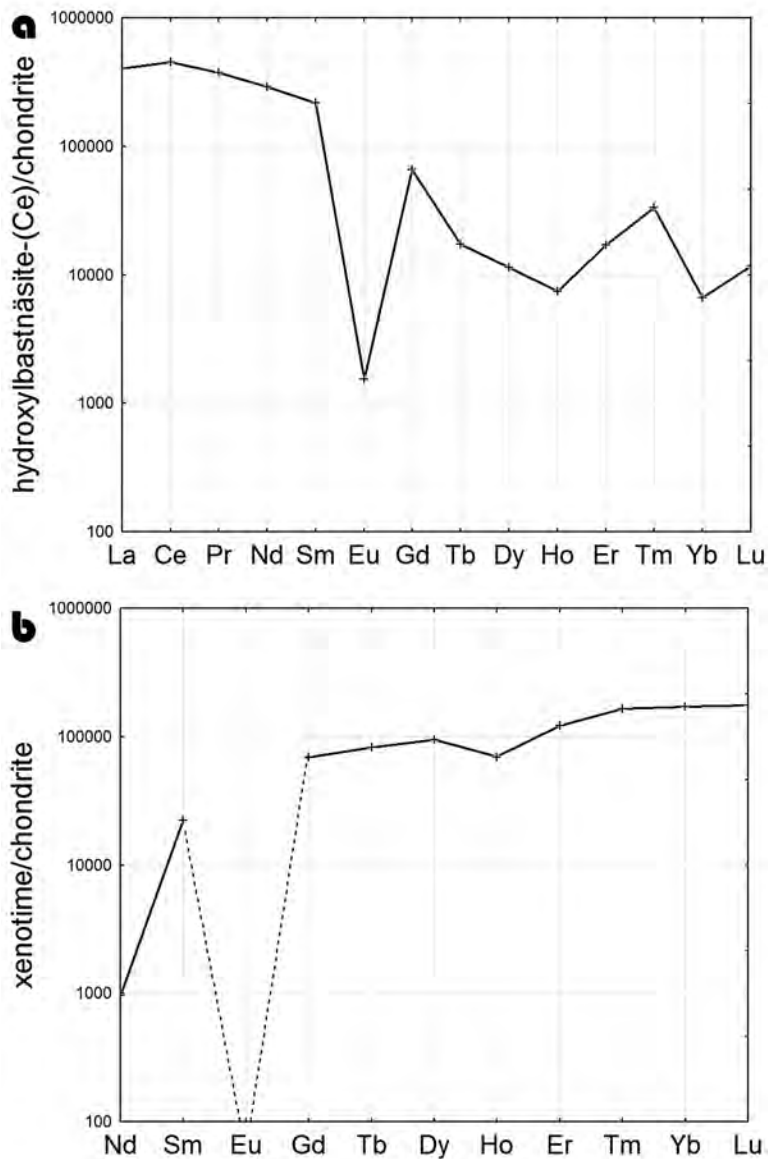 a
hydroxylbastnäsite-(Ce)/chondrite
1000000
100000
10000
1000
100
La Ce Pr Nd Sm Eu Gd Tb Dy Ho Er Tm Yb Lu
b
xenotime/chondrite
1000000
100000
10000
1000
100
Nd Sm Eu Gd Tb Dy Ho Er Tm Yb Lu